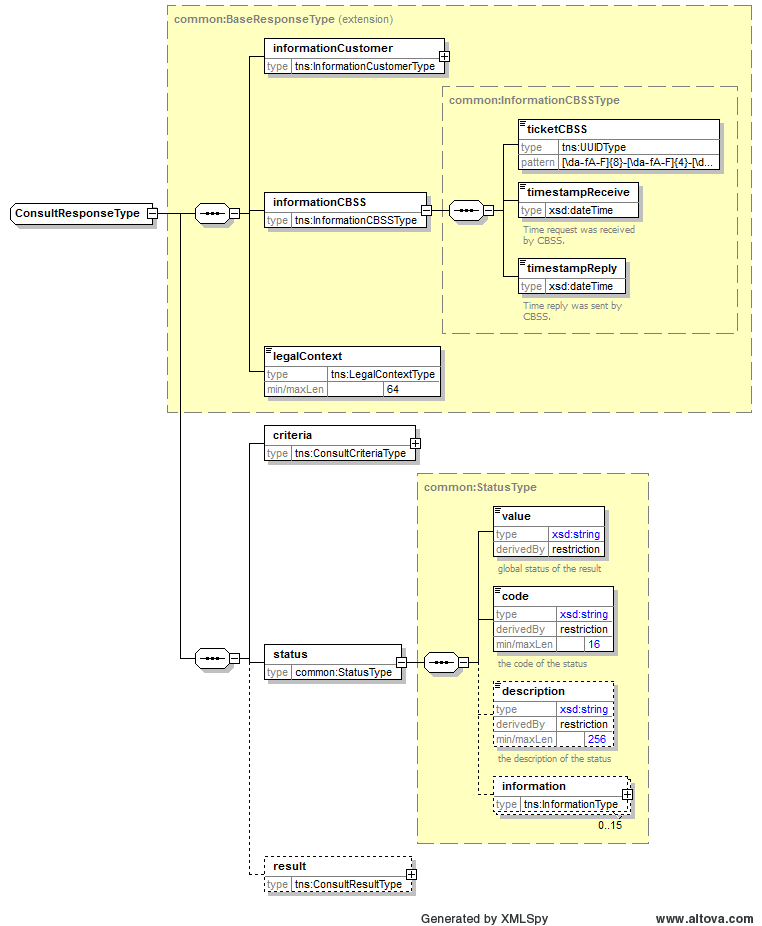 common:BaseResponseType (extension)
informationCustomer
type tns:InformationCustomerType
common:InformationCBSSType
ticketCBSS
type tns:UUIDType
pattern [\da-fA-F]{8}-[\da-fA-F]{4}-[\d...
ConsultResponseType
informationCBSS
type tns:InformationCBSSType
timestampReceive
type xsd:dateTime
Time request was received
by CBSS.
timestampReply
type xsd:dateTime
Time reply was sent by
CBSS.
legalContext
type tns:LegalContextType
min/maxLen 64
criteria
type tns:ConsultCriteriaType
common:StatusType
value
type xsd:string
derivedBy restriction
global status of the result
code
type xsd:string
derivedBy restriction
min/maxLen 16
the code of the status
status
type common:StatusType
description
type xsd:string
derivedBy restriction
min/maxLen 256
the description of the status
information
type tns:InformationType
0..15
result
type tns:ConsultResultType
Generated by XMLSpy www.altova.com